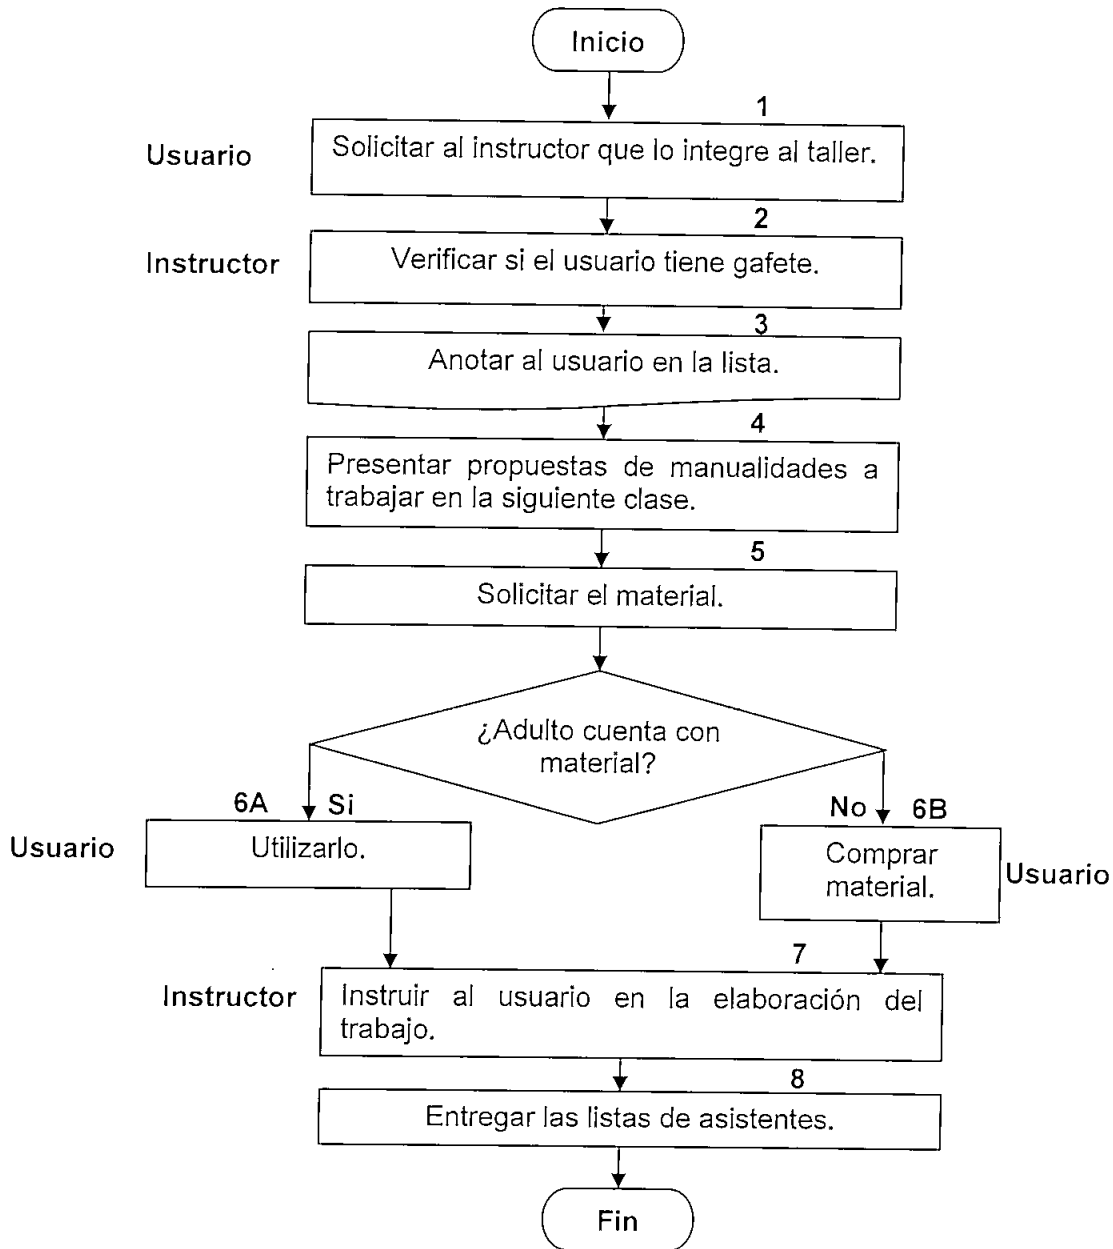 Inicio
1
Usuario
Solicitar al instructor que lo integre al taller.
2
Instructor
Verificar si el usuario tiene gafete.
3
Anotar al usuario en la lista.
4
Presentar propuestas de manualidades a
trabajar en la siguiente clase.
5
Solicitar el material.
¿Adulto cuenta con
material?
6A Si
No 6B
Usuario
Utilizarlo.
Comprar
material.
Usuario
7
Instructor
Instruir al usuario en la elaboración del
trabajo.
8
Entregar las listas de asistentes.
Fin